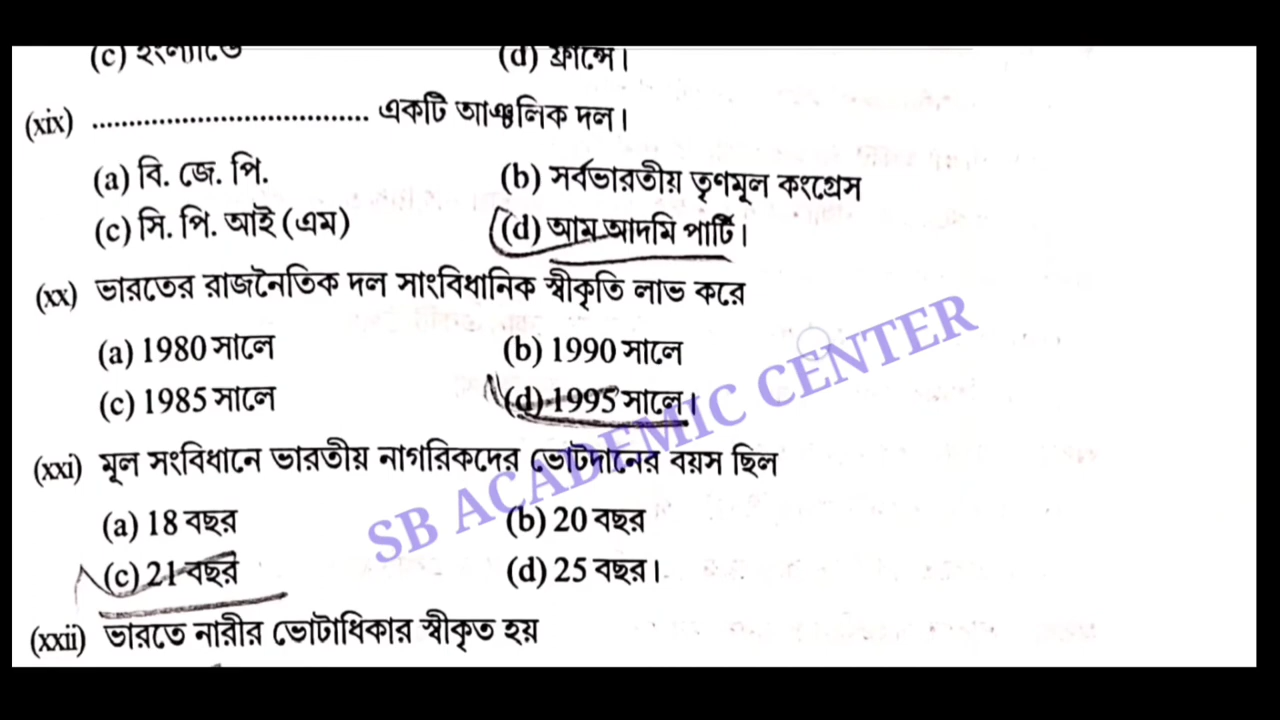 (c) ইংল্যান্ডে (d) ফ্রান্সে।
(xix) .................................. একটি আঞ্চলিক দল।
(a) বি. জে. পি. (b) সর্বভারতীয় তৃণমূল কংগ্রেস
(c) সি. পি. আই (এম) (d) আম আদমি পার্টি।
(xx) ভারতের রাজনৈতিক দল সাংবিধানিক স্বীকৃতি লাভ করে
(a) 1980 সালে (b) 1990 সালে
(c) 1985 সালে (d) 1995 সালে।
(xxi) মূল সংবিধানে ভারতীয় নাগরিকদের ভোটদানের বয়স ছিল
(a) 18 বছর (b) 20 বছর
(c) 21 বছর (d) 25 বছর।
(xxii) ভারতে নারীর ভোটাধিকার স্বীকৃত হয়
SB ACADEMIC CENTER